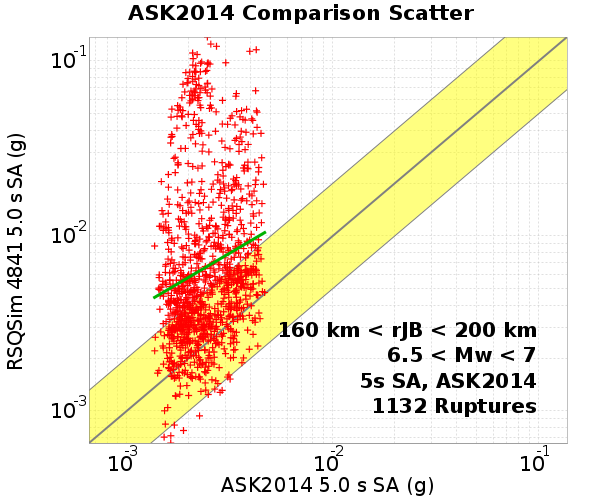 ASK2014 Comparison Scatter
RSQSim 4841 5.0 s SA (g)
10-1
10-2
10-3
160 km < rJB < 200 km
6.5 < Mw < 7
5s SA, ASK2014
1132 Ruptures
10-3 10-2 10-1
ASK2014 5.0 s SA (g)